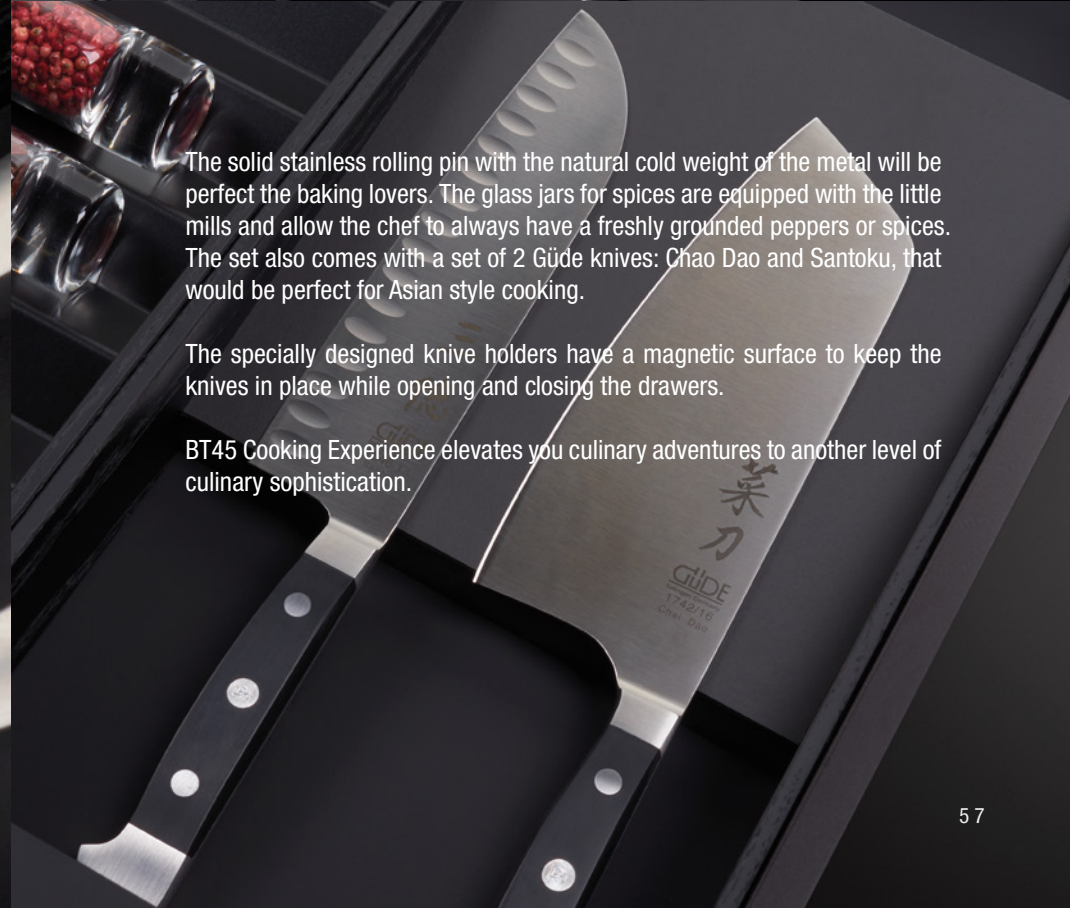 The solid stainless rolling pin with the natural cold weight of the metal will be
perfect the baking lovers. The glass jars for spices are equipped with the little
mills and allow the chef to always have a freshly grounded peppers or spices.
The set also comes with a set of 2 Güde knives: Chao Dao and Santoku, that
would be perfect for Asian style cooking.
The specially designed knive holders have a magnetic surface to keep the
knives in place while opening and closing the drawers.
BT45 Cooking Experience elevates you culinary adventures to another level of
culinary sophistication.
GÜDE
菜
刀
GÜDE
1742/16
Chai Dao
57